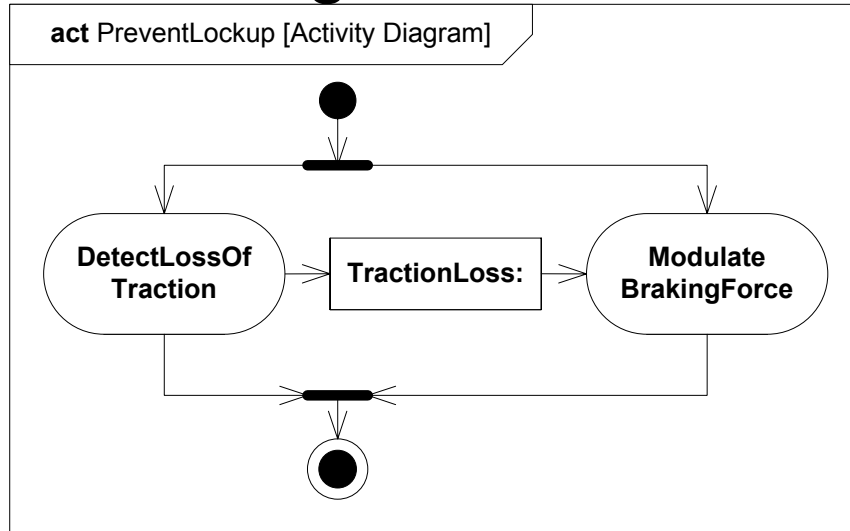 act PreventLockup [Activity Diagram]
DetectLossOf
Traction
TractionLoss:
Modulate
BrakingForce